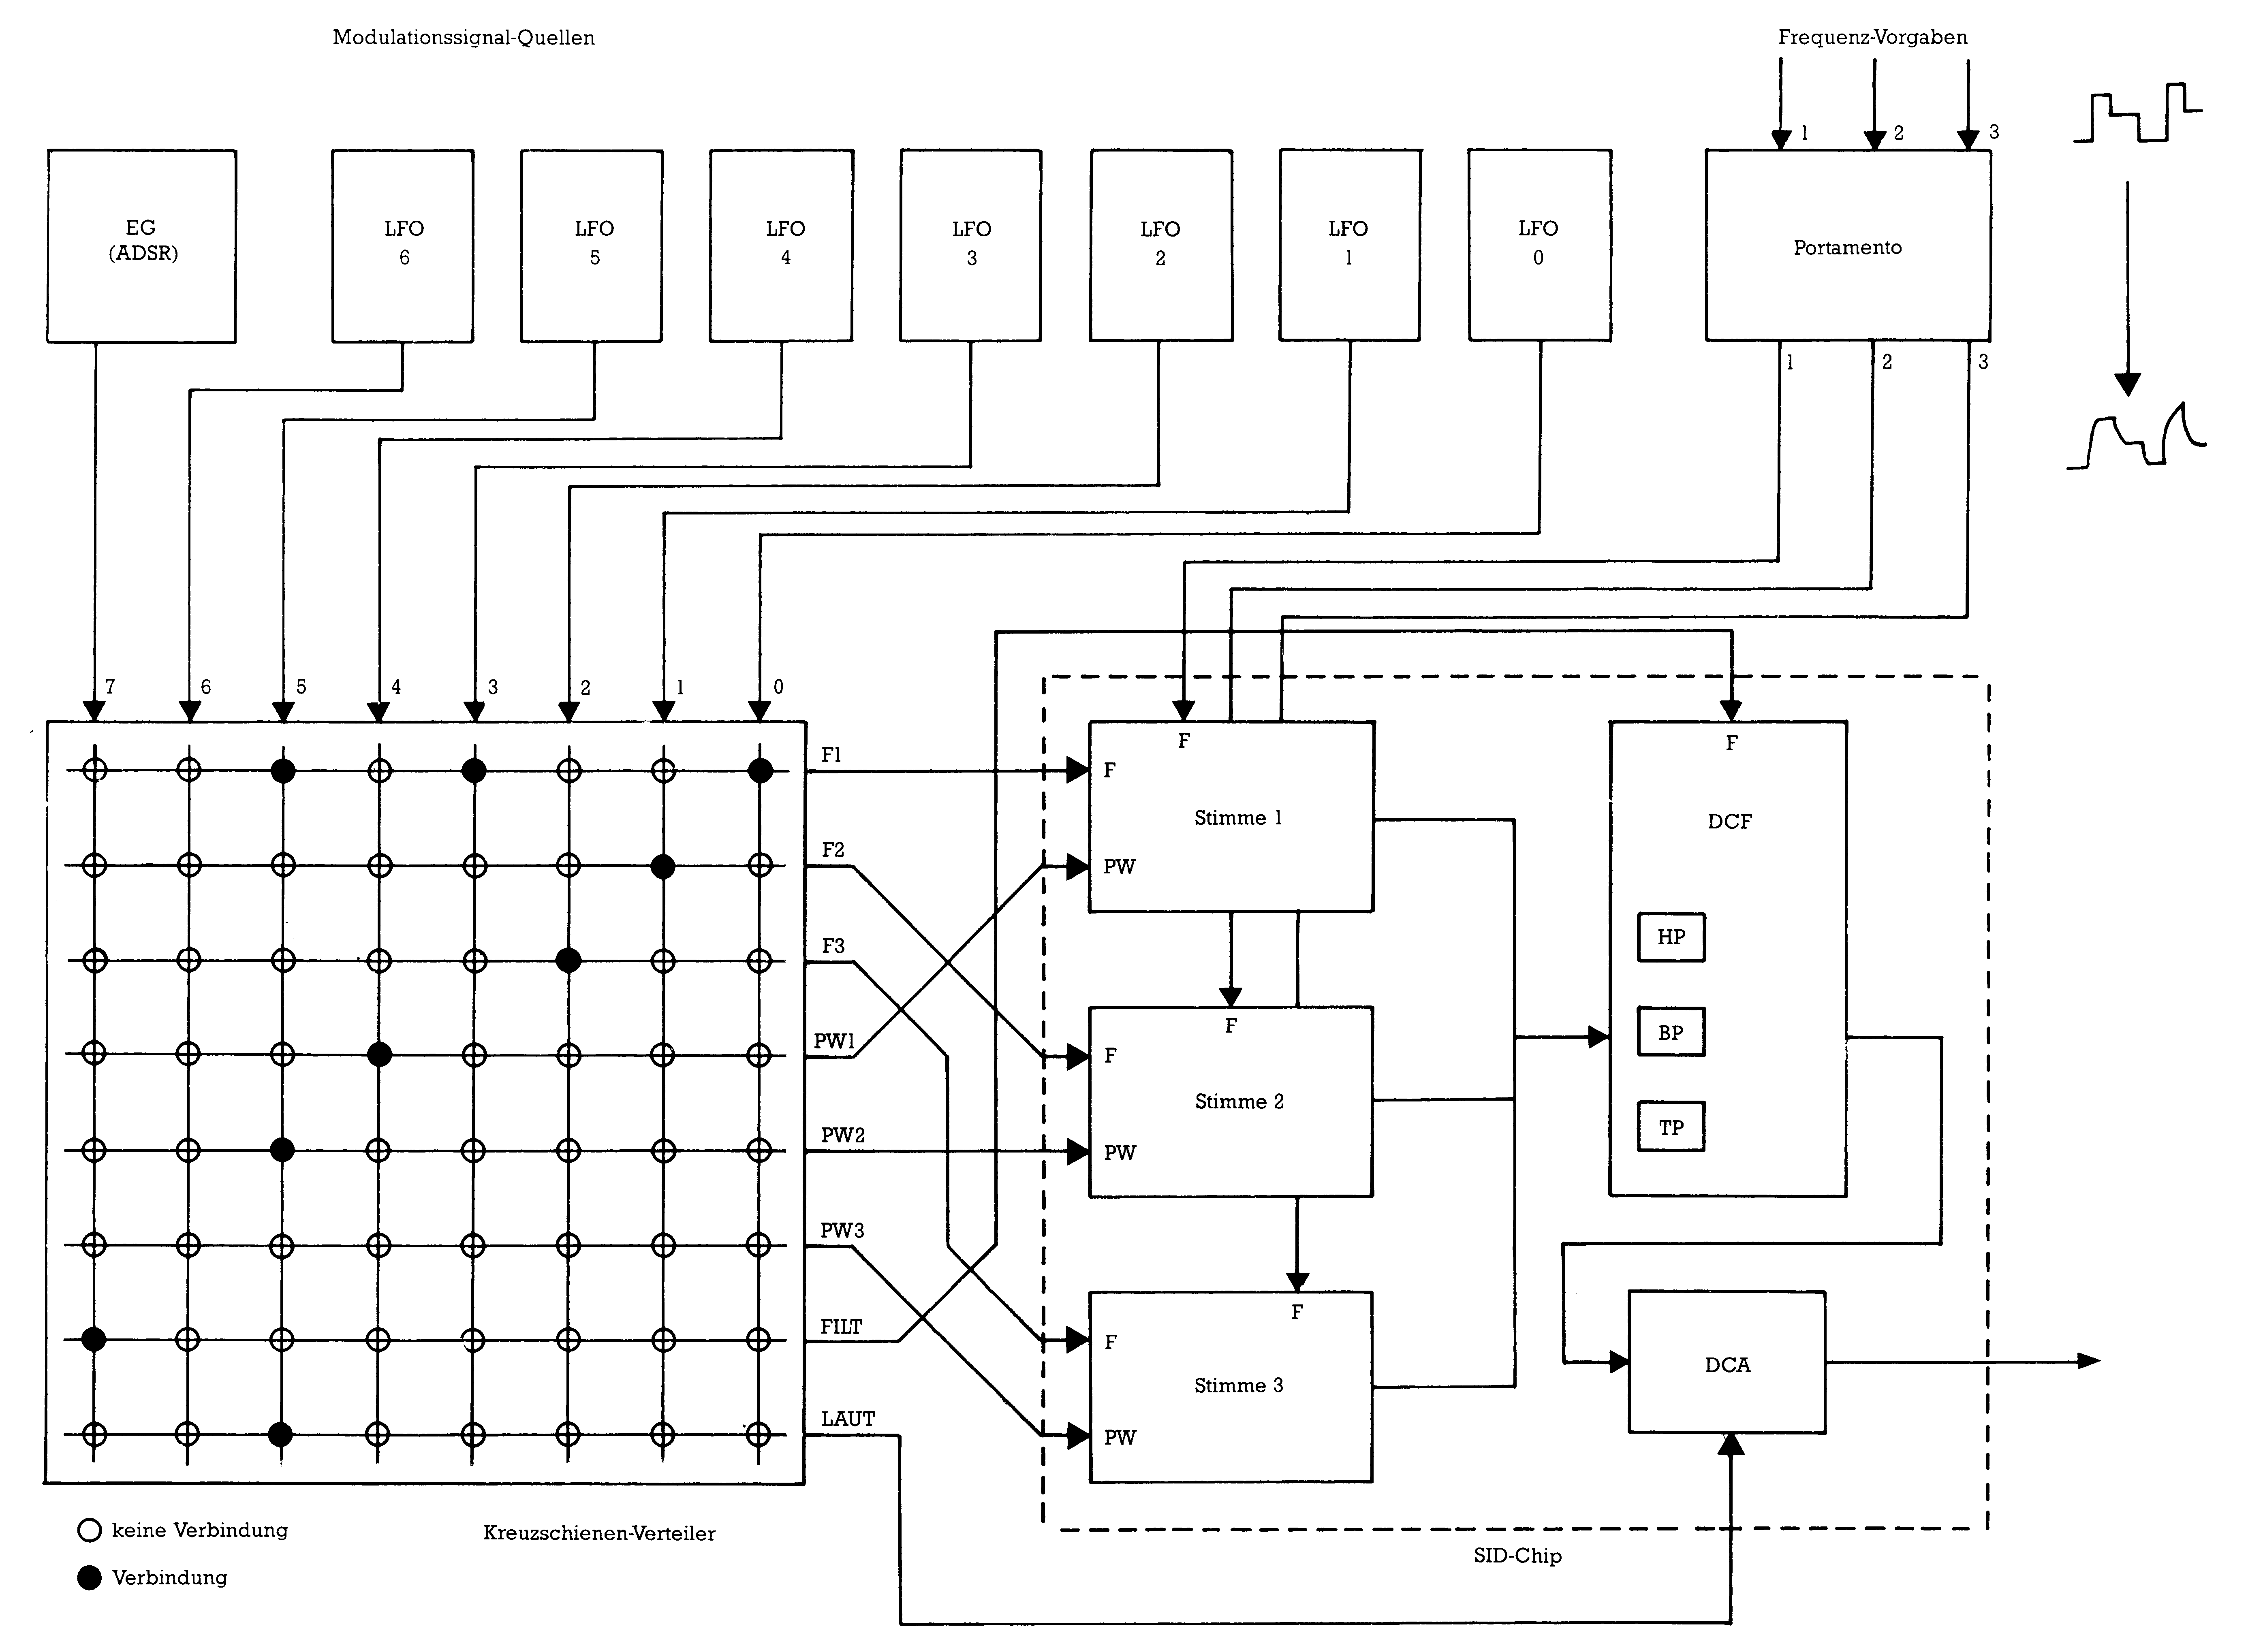 Modulationssignal-Quellen
Frequenz-Vorgaben
1 2 3
EG
(ADSR)
LFO
6
LFO
5
LFO
4
LFO
3
LFO
2
LFO
1
LFO
0
Portamento
1 2 3
7 6 5 4 3 2 1 0
F1
F2
F3
PW1
PW2
PW3
FILT
LAUT
F
F
Stimme 1
PW
F
F
Stimme 2
PW
F
F
Stimme 3
PW
F
DCF
HP
BP
TP
DCA
keine Verbindung
Verbindung
Kreuzschienen-Verteiler
SID-Chip